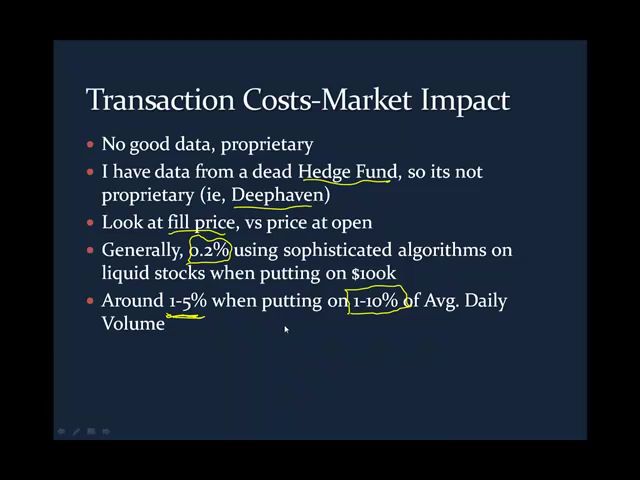 Transaction Costs-Market Impact
No good data, proprietary
I have data from a dead Hedge Fund, so its not
proprietary (ie, Deephaven)
Look at fill price, vs price at open
Generally, 0.2% using sophisticated algorithms on
liquid stocks when putting on $100k
Around 1-5% when putting on 1-10% of Avg. Daily
Volume